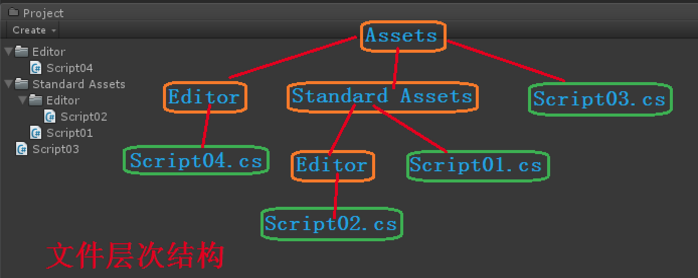 Project
Create
Editor
Script04
Standard Assets
Editor
Script02
Script01
Script03
Assets
Editor
Standard Assets
Script03.cs
Script04.cs
Editor
Script01.cs
Script02.cs
文件层次结构